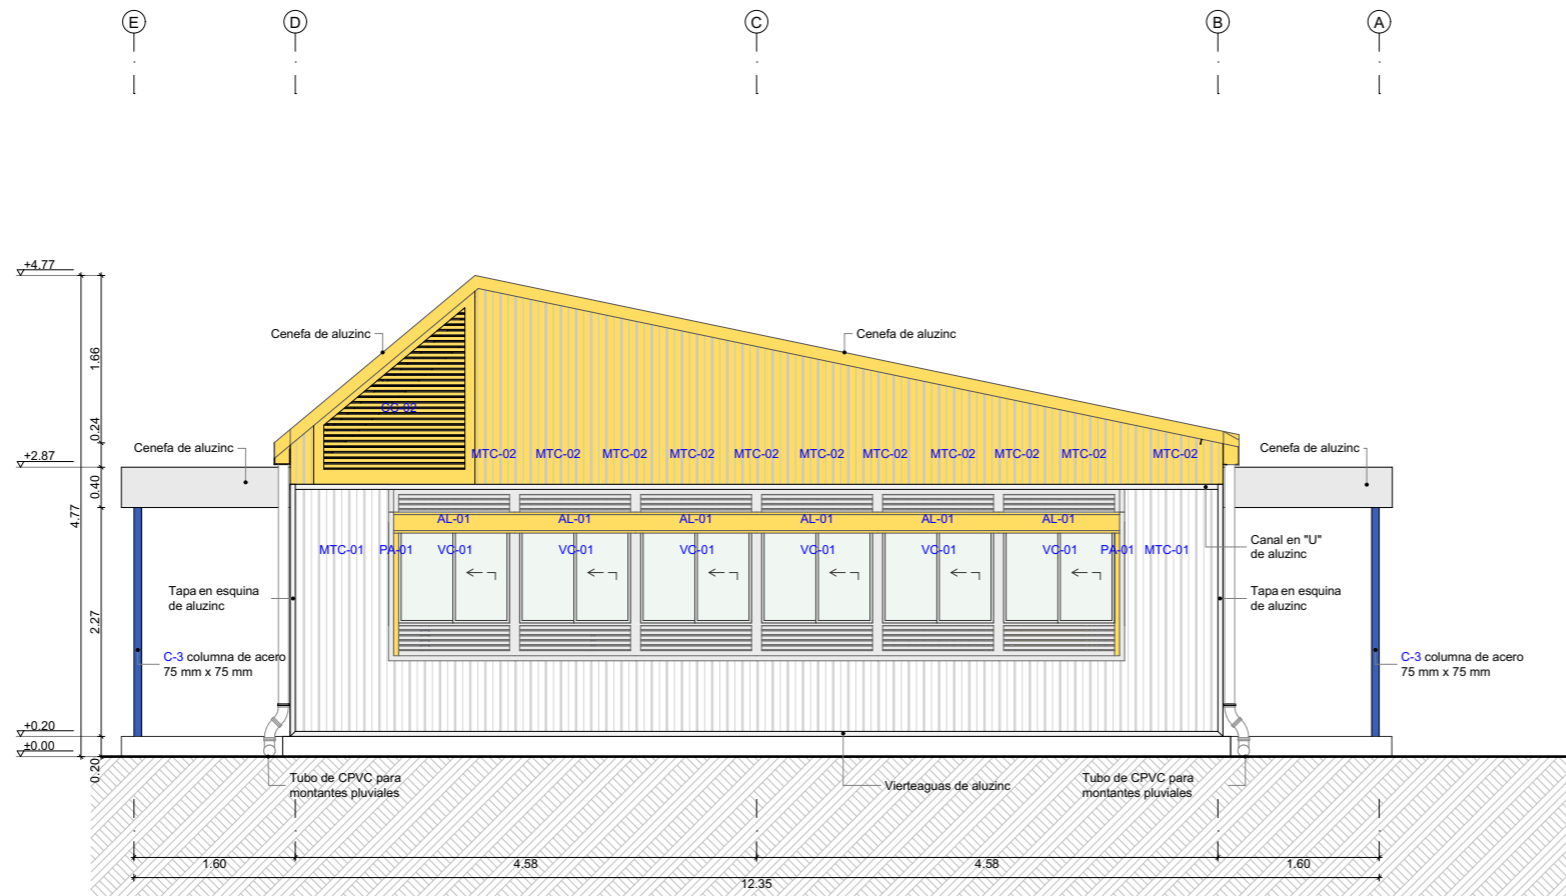 E D C B A
+4.77
Cenefa de aluzinc
Cenefa de aluzinc
1.66
CC-02
0.24
Cenefa de aluzinc
MTC-02 MTC-02 MTC-02 MTC-02 MTC-02 MTC-02 MTC-02 MTC-02 MTC-02 MTC-02 MTC-02
Cenefa de aluzinc
+2.87
0.40
4.77
AL-01 AL-01 AL-01 AL-01 AL-01 AL-01
MTC-01 PA-01 VC-01 VC-01 VC-01 VC-01 VC-01 VC-01 PA-01 MTC-01
Canal en "U"
de aluzinc
Tapa en esquina
de aluzinc
Tapa en esquina
de aluzinc
2.27
C-3 columna de acero
75 mm x 75 mm
C-3 columna de acero
75 mm x 75 mm
+0.20
±0.00
0.20
Tubo de CPVC para
montantes pluviales
Vierteaguas de aluzinc
Tubo de CPVC para
montantes pluviales
1.60 4.58 4.58 1.60
12.35